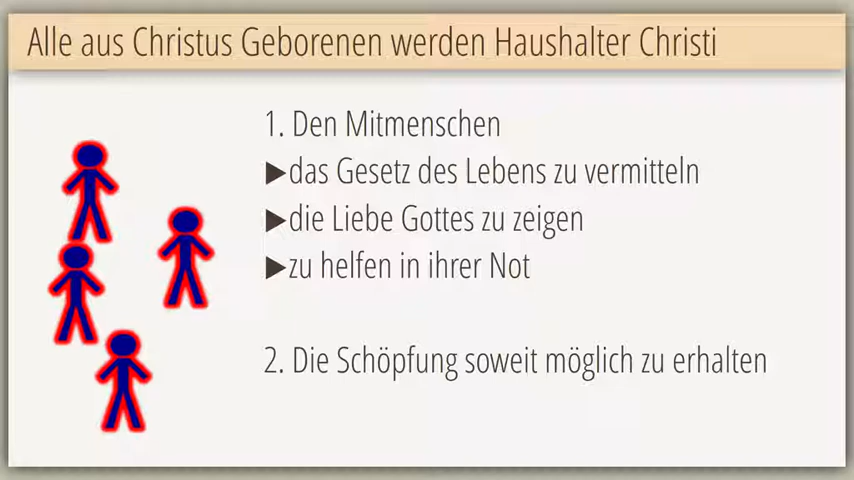 Alle aus Christus Geborenen werden Haushalter Christi
1. Den Mitmenschen
▶das Gesetz des Lebens zu vermitteln
▶die Liebe Gottes zu zeigen
▶zu helfen in ihrer Not
2. Die Schöpfung soweit möglich zu erhalten